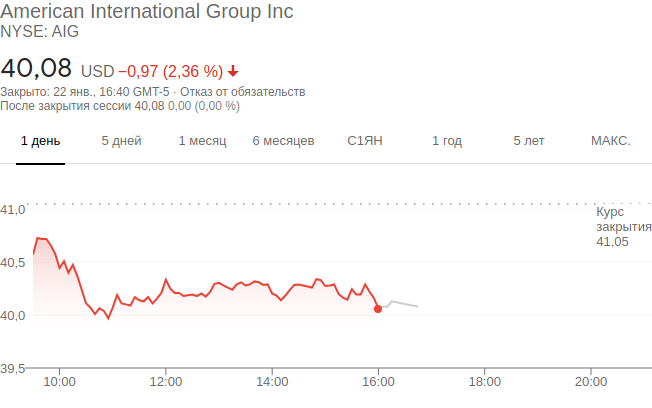 American International Group Inc
NYSE: AIG
40,08 USD −0,97 (2,36 %)
Закрыто: 22 янв., 16:40 GMT-5 · Отказ от обязательств
После закрытия сессии 40,08 0,00 (0,00 %)
1 день 5 дней 1 месяц 6 месяцев С1ЯН 1 год 5 лет МАКС.
41,0
Курс
закрытия
41,05
40,5
40,0
39,5
10:00 12:00 14:00 16:00 18:00 20:00